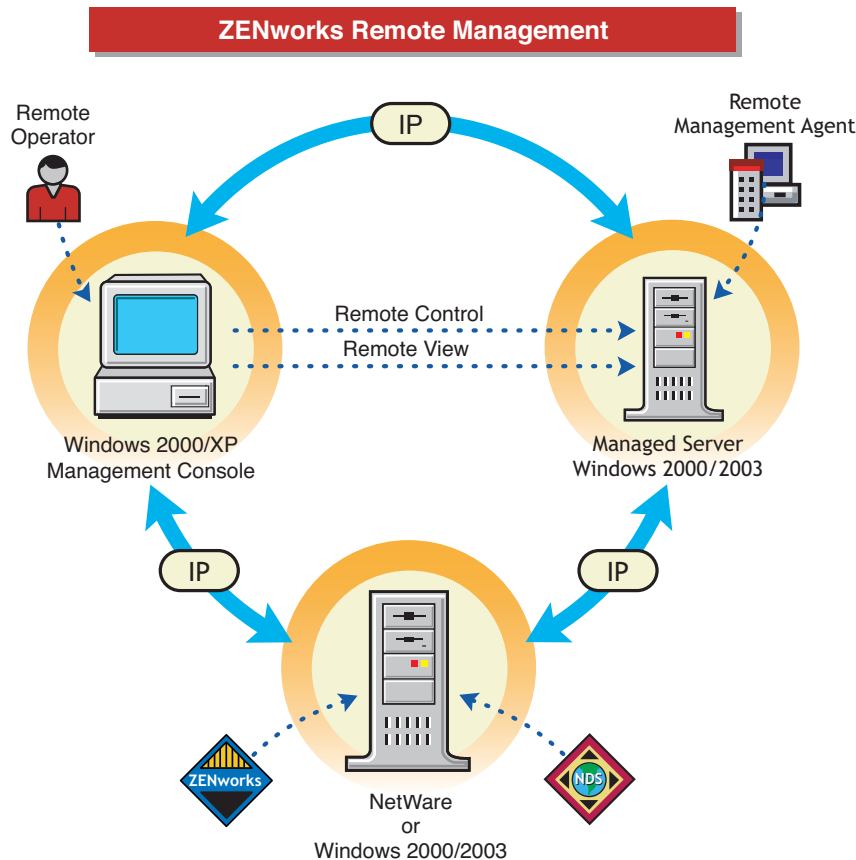 ZENworks Remote Management
IP
Remote
Operator
Remote
Management Agent
Remote Control
Remote View
Windows 2000/XP
Management Console
Managed Server
Windows 2000/2003
IP
IP
ZENworks
NDS
NetWare
or
Windows 2000/2003